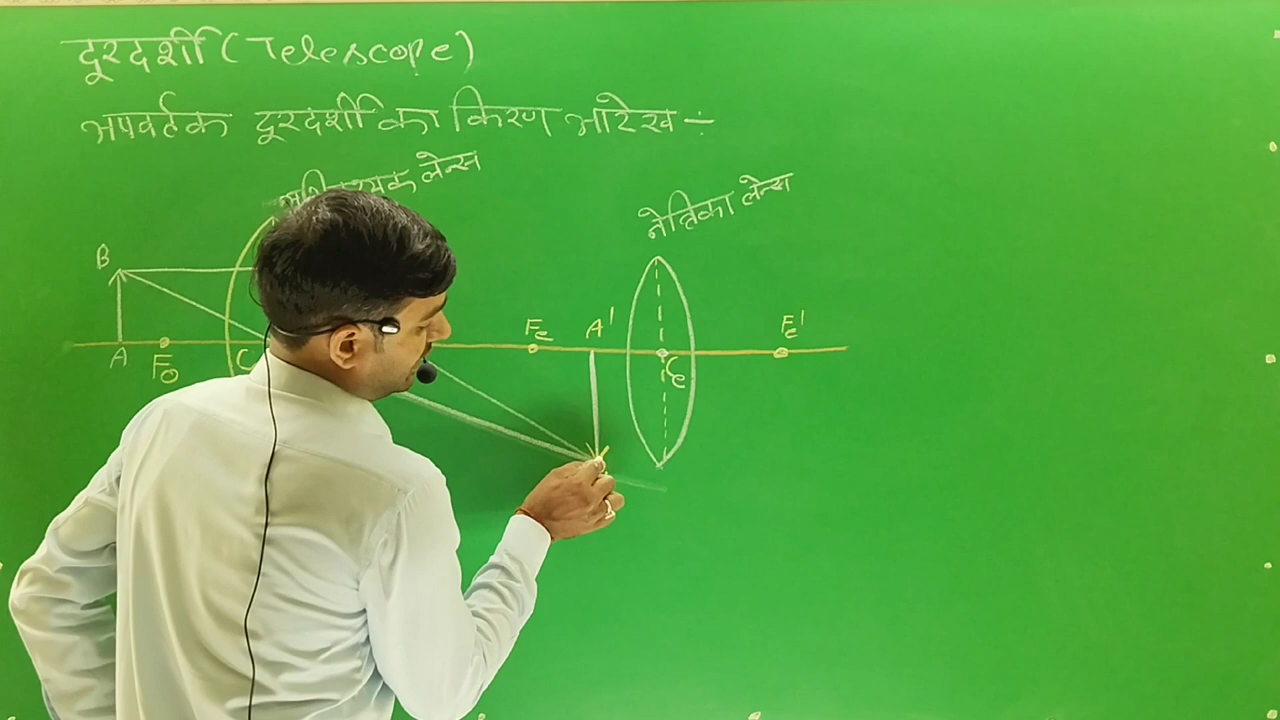 दूरदर्शी (Telescope)
अपवर्तक दूरदर्शी का किरण आरेख ÷
लेन्स
नेत्रिका लेन्स
B
A
Fo
C
Fe
A'
Ce
Fe'